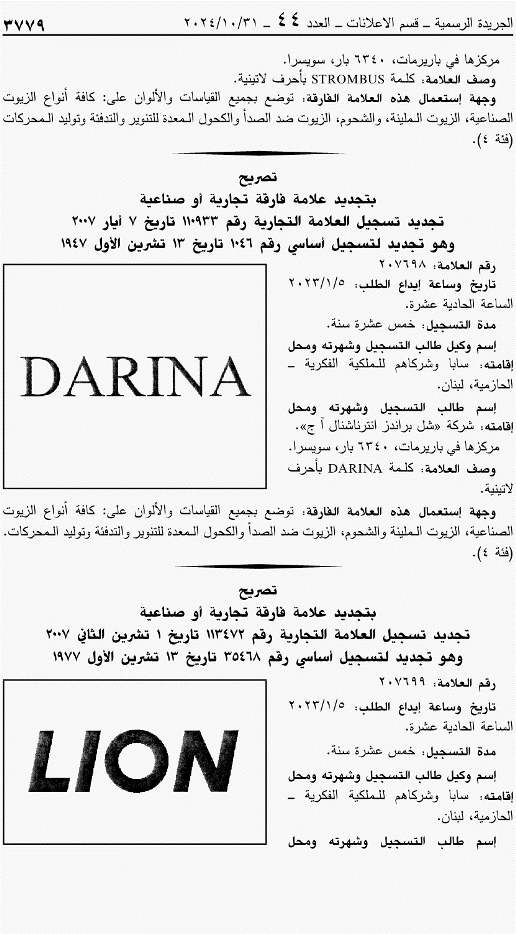 الجريدة الرسمية ــ قسم الاعلانات ــ العدد ٤٤ ــ ٢٠٢٤/١٠/٣١
٣٧٧٩
مركزها في باريرمات، ٦٣٤٠ بار، سويسرا.
وصف العلامة: كلمة STROMBUS بأحرف لاتينية.
وجهة إستعمال هذه العلامة الفارقة: توضع بجميع القياسات والألوان على: كافة أنواع الزيوت
الصناعية، الزيوت الملينة، والشحوم، الزيوت ضد الصدأ والكحول المعدة للتنوير والتدفئة وتوليد المحركات
(فئة ٤).
تصريح
بتجديد علامة فارقة تجارية أو صناعية
تجديد تسجيل العلامة التجارية رقم ١١٠٩٣٣ تاريخ ٧ أيار ٢٠٠٧
وهو تجديد لتسجيل أساسي رقم ١٠٤٦ تاريخ ١٣ تشرين الأول ١٩٤٧
رقم العلامة: ٢٠٧٦٩٨
تاريخ وساعة إيداع الطلب: ٢٠٢٣/١/٥
الساعة الحادية عشرة.
مدة التسجيل: خمس عشرة سنة.
إسم وكيل طالب التسجيل وشهرته ومحل
إقامته: سابا وشركاهم للملكية الفكرية ــ
الحازمية، لبنان.
إسم طالب التسجيل وشهرته ومحل
إقامته: شركة «شل براندز انترناشنال آ ج».
مركزها في باريرمات، ٦٣٤٠ بار، سويسرا.
وصف العلامة: كلمة DARINA بأحرف
لاتينية.
DARINA
وجهة إستعمال هذه العلامة الفارقة: توضع بجميع القياسات والألوان على: كافة أنواع الزيوت
الصناعية، الزيوت الملينة والشحوم، الزيوت ضد الصدأ والكحول المعدة للتنوير والتدفئة وتوليد المحركات.
(فئة ٤).
تصريح
بتجديد علامة فارقة تجارية أو صناعية
تجديد تسجيل العلامة التجارية رقم ١١٣٤٧٢ تاريخ ١ تشرين الثاني ٢٠٠٧
وهو تجديد لتسجيل أساسي رقم ٣٥٤٦٨ تاريخ ١٣ تشرين الأول ١٩٧٧
رقم العلامة: ٢٠٧٦٩٩
تاريخ وساعة إيداع الطلب: ٢٠٢٣/١/٥
الساعة الحادية عشرة.
مدة التسجيل: خمس عشرة سنة.
إسم وكيل طالب التسجيل وشهرته ومحل
إقامته: سابا وشركاهم للملكية الفكرية ــ
الحازمية، لبنان.
إسم طالب التسجيل وشهرته ومحل
LION